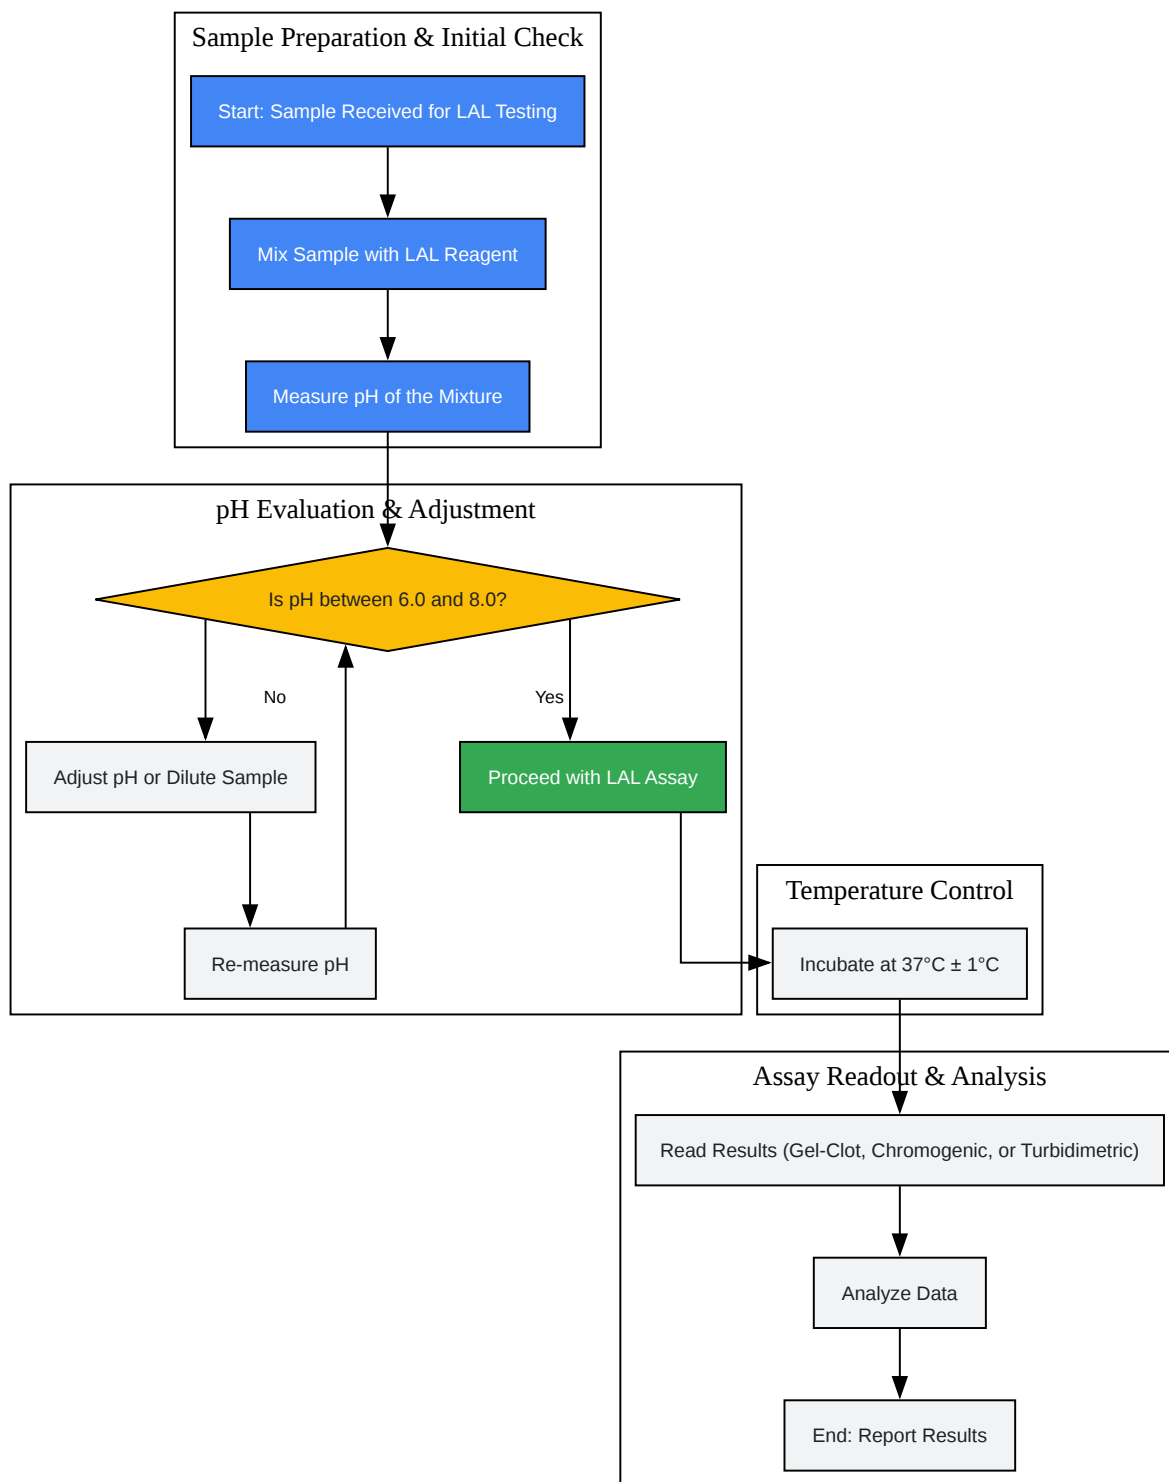 Sample Preparation & Initial Check
Start: Sample Received for LAL Testing
Mix Sample with LAL Reagent
Measure pH of the Mixture
pH Evaluation & Adjustment
Is pH between 6.0 and 8.0?
No
Yes
Adjust pH or Dilute Sample
Proceed with LAL Assay
Re-measure pH
Temperature Control
Incubate at 37°C ± 1°C
Assay Readout & Analysis
Read Results (Gel-Clot, Chromogenic, or Turbidimetric)
Analyze Data
End: Report Results